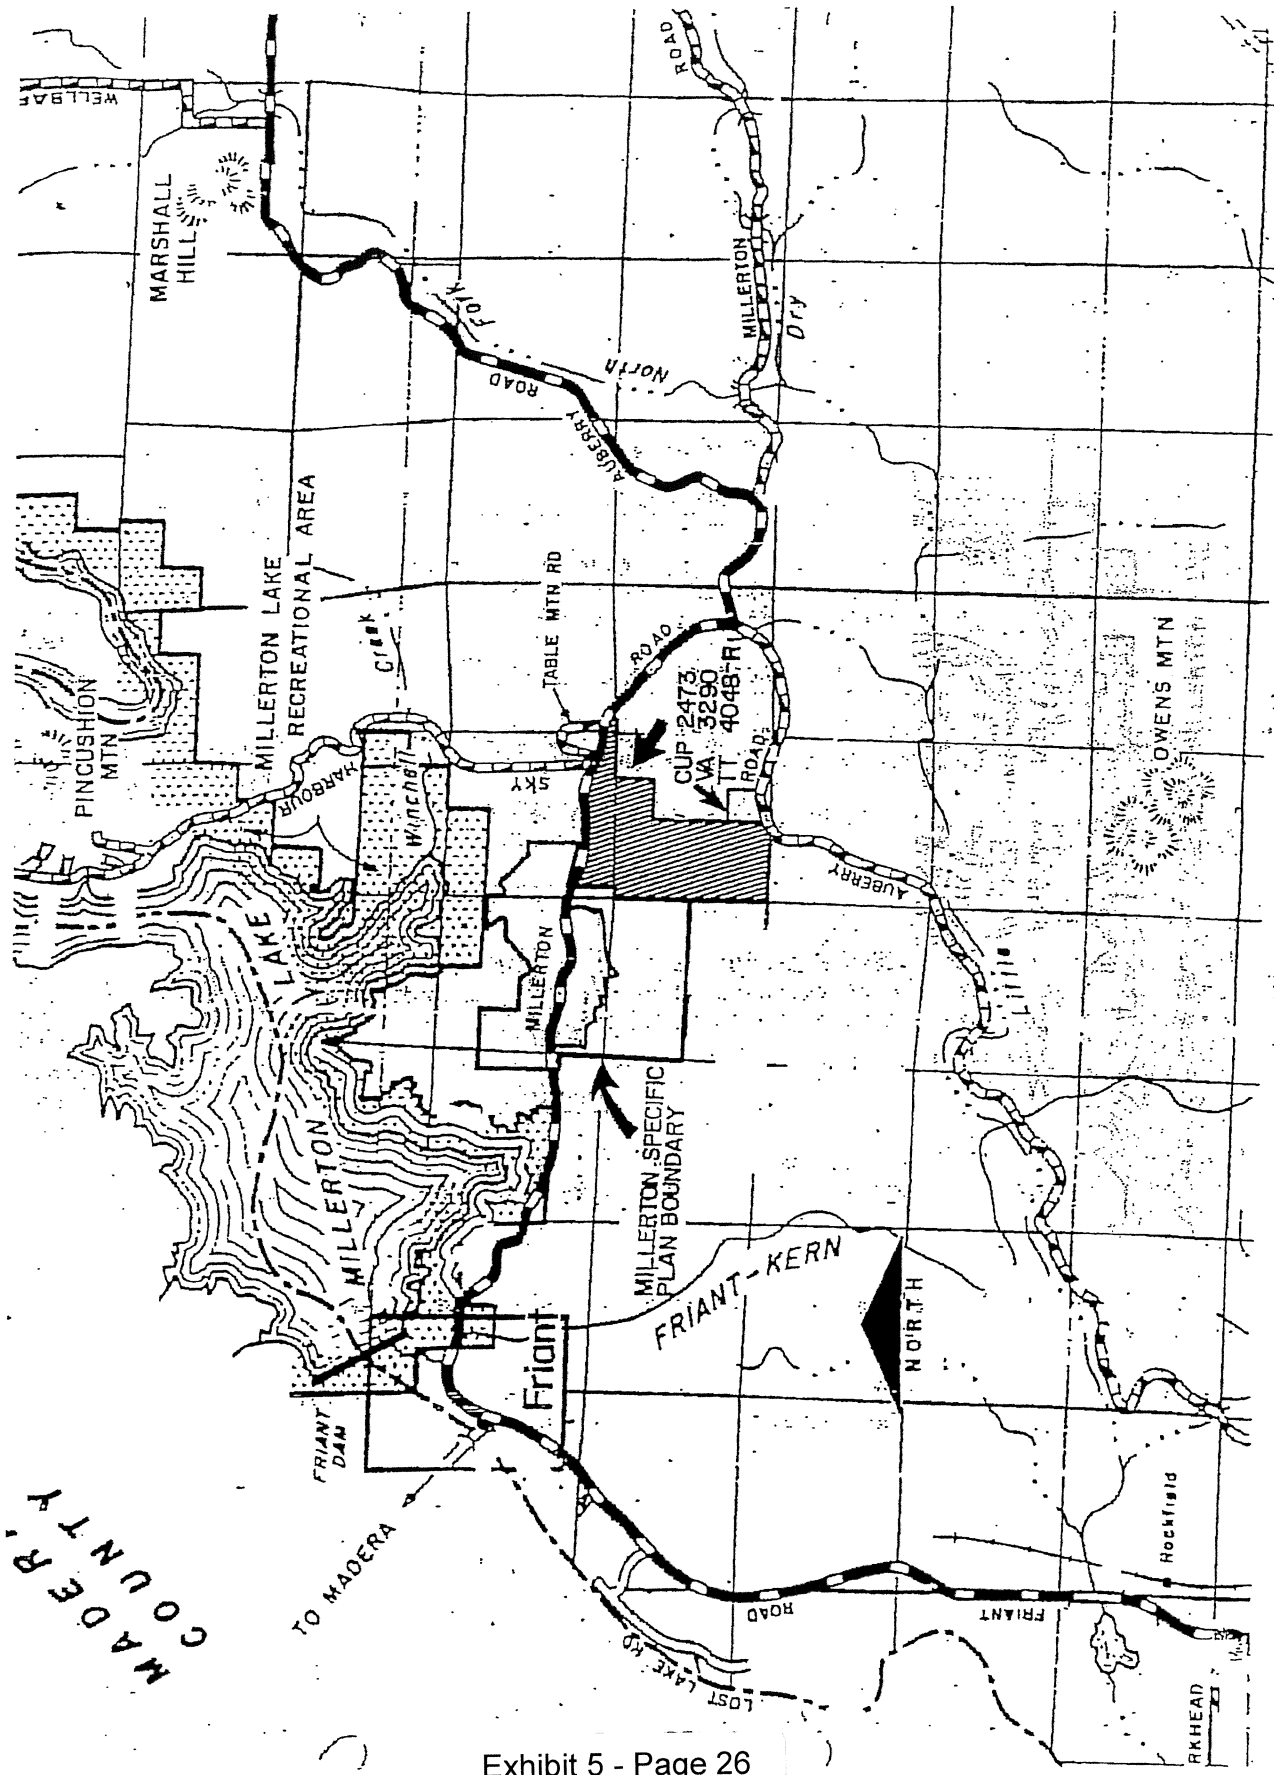 WELLBAR
MARSHALL
HILL
ROAD
MILLERTON
Dry
Fork
North
ROAD
AUBERRY
MILLERTON LAKE
RECREATIONAL AREA
PINCUSHION
MTN
Creek
Winchell
HARBOUR
SKY
TABLE MTN RD
ROAD
CUP 2473
VA 3290
TT 4048-R
ROAD
OWENS MTN
AUBERRY
Little
LAKE
MILLERTON
MILLERTON
MILLERTON SPECIFIC
PLAN BOUNDARY
FRIANT-KERN
NORTH
Friant
FRIANT
DAM
MADERA
COUNTY
TO MADERA
LOST LAKE RD
ROAD
FRIANT
Rockfield
RKHEAD
Exhibit 5 - Page 26